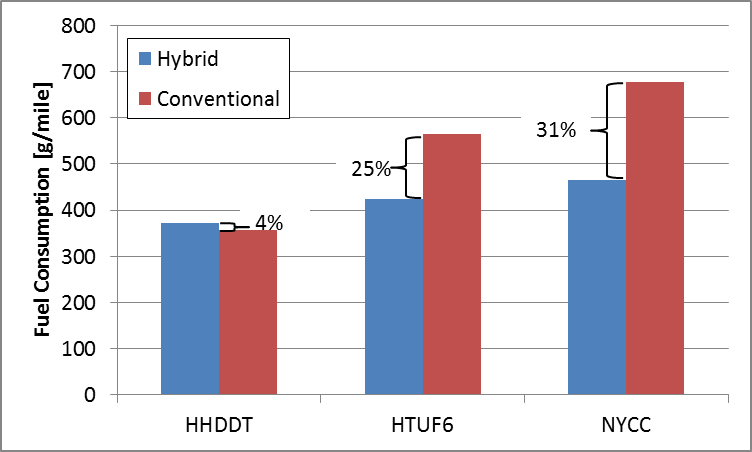 Fuel Consumption [g/mile]
800
700
600
500
400
300
200
100
0
Hybrid
Conventional
4%
25%
31%
HHDDT
HTUF6
NYCC